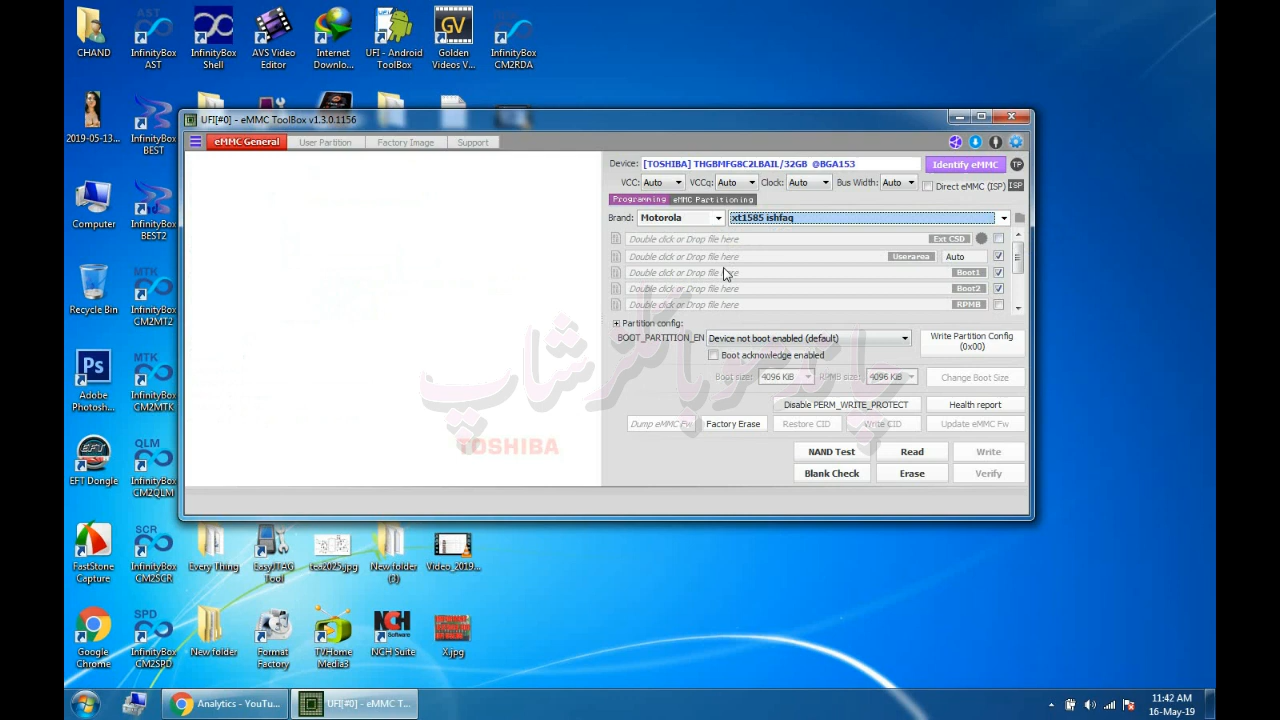 CHAND
InfinityBox AST
InfinityBox Shell
AVS Video Editor
Internet Downlo...
UFI - Android ToolBox
GV
Golden Videos V...
InfinityBox CM2RDA
UFI[#0] - eMMC ToolBox v1.3.0.1156
eMMC General
User Partition
Factory Image
Support
Device:
[TOSHIBA] THGBMFG8C2LBAIL/32GB @BGA153
Identify eMMC
TP
VCC: Auto
VCCq: Auto
Clock: Auto
Bus Width: Auto
Direct eMMC (ISP)
ISP
Programming
eMMC Partitioning
Brand: Motorola
xt1585 ishfaq
Double click or Drop file here
Ext CSD
Double click or Drop file here
Userarea
Auto
Double click or Drop file here
Boot1
Double click or Drop file here
Boot2
Double click or Drop file here
RPMB
Partition config:
BOOT_PARTITION_EN
Device not boot enabled (default)
Write Partition Config (0x00)
Boot acknowledge enabled
Boot size: 4096 KiB
RPMB size: 4096 KiB
Change Boot Size
Disable PERM_WRITE_PROTECT
Health report
Dump eMMC Fw
Factory Erase
Restore CID
Write CID
Update eMMC Fw
NAND Test
Read
Write
Blank Check
Erase
Verify
TOSHIBA
2019-05-13...
InfinityBox BEST
Computer
InfinityBox BEST2
Recycle Bin
MTK
InfinityBox CM2MT2
Ps
Adobe Photosh...
MTK
InfinityBox CM2MTK
EFT
EFT Dongle
QLM
InfinityBox CM2QLM
FastStone Capture
SCR
InfinityBox CM2SCR
Every Thing
EasyJTAG Tool
tea2025.jpg
New folder (3)
Video_2019...
Google Chrome
SPD
InfinityBox CM2SPD
New folder
Format Factory
TVHome Media3
NCH Software
NCH Suite
X.jpg
Analytics - YouTu...
UFI[#0] - eMMC T...
11:42 AM
16-May-19